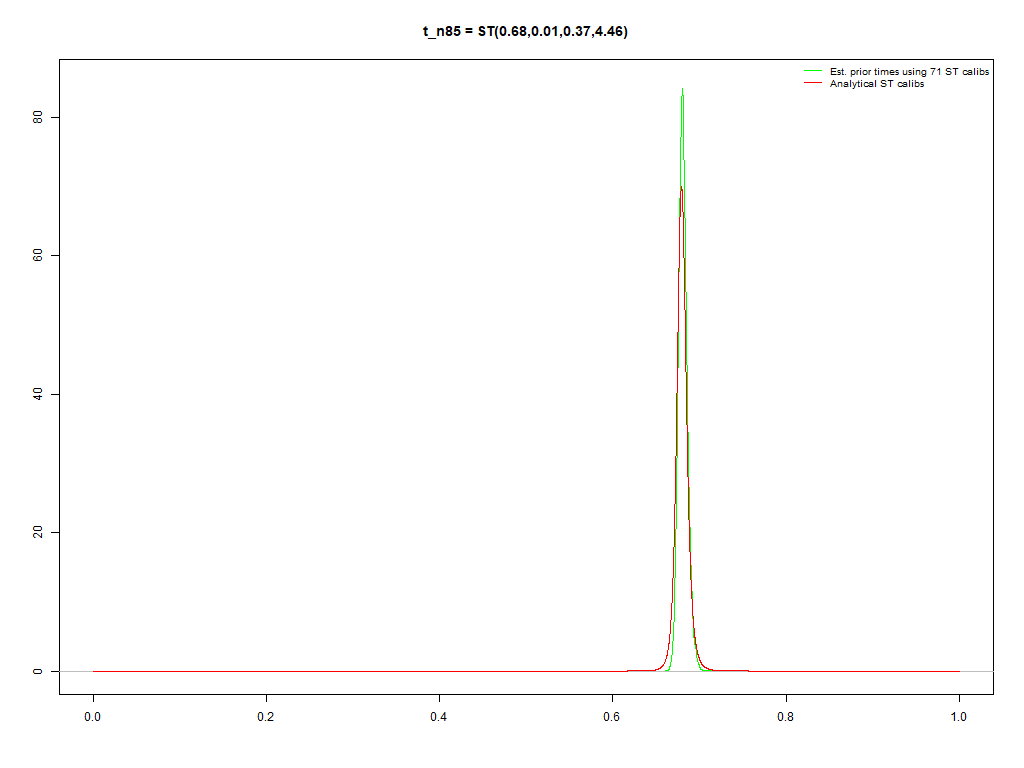 t_n85 = ST(0.68,0.01,0.37,4.46)
Est. prior times using 71 ST calibs
Analytical ST calibs
80
60
40
20
0
0.0 0.2 0.4 0.6 0.8 1.0